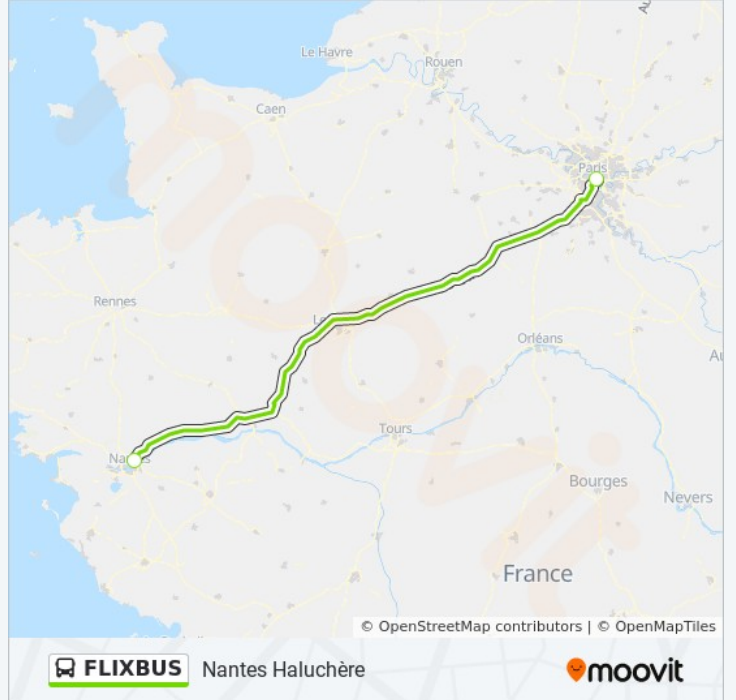 Le Havre
Rouen
Caen
Paris
Rennes
Le
Orléans
Tours
Nantes
Bourges
Nevers
France
© OpenStreetMap contributors | © OpenMapTiles
FLIXBUS Nantes Haluchère moovit